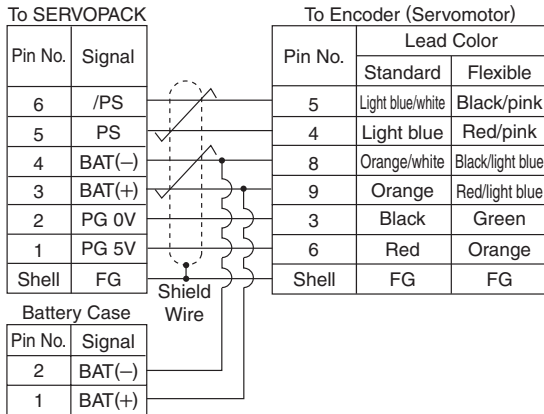 To SERVOPACK To Encoder (Servomotor)
Pin No. Signal Pin No. Lead Color
Standard Flexible
6 /PS 5 Light blue/white Black/pink
5 PS 4 Light blue Red/pink
4 BAT(−) 8 Orange/white Black/light blue
3 BAT(+) 9 Orange Red/light blue
2 PG 0V 3 Black Green
1 PG 5V 6 Red Orange
Shell FG Shell FG FG
Shield
Wire
Battery Case
Pin No. Signal
2 BAT(−)
1 BAT(+)